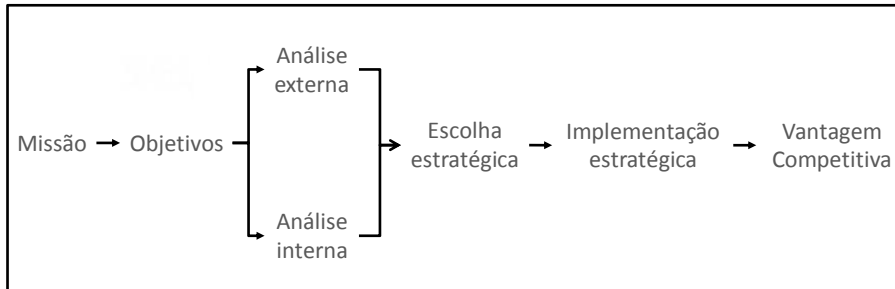 Missão
Objetivos
Análise
externa
Análise
interna
Escolha
estratégica
Implementação
estratégica
Vantagem
Competitiva